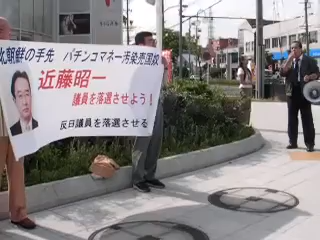 北朝鮮の手先 パチンコマネー汚染売国奴
近藤昭一
議員を落選させよう!
反日議員を落選させる